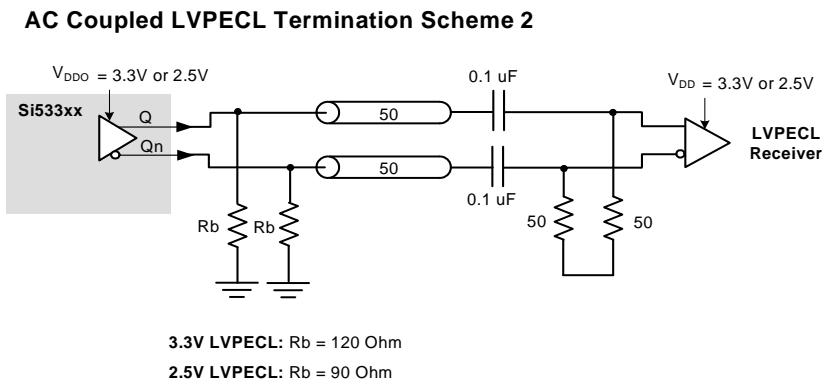 AC Coupled LVPECL Termination Scheme 2
VDDO = 3.3V or 2.5V
0.1 uF
VDD = 3.3V or 2.5V
Si533xx
Q
50
Qn
50
LVPECL
Receiver
0.1 uF
Rb
Rb
50
50
3.3V LVPECL: Rb = 120 Ohm
2.5V LVPECL: Rb = 90 Ohm